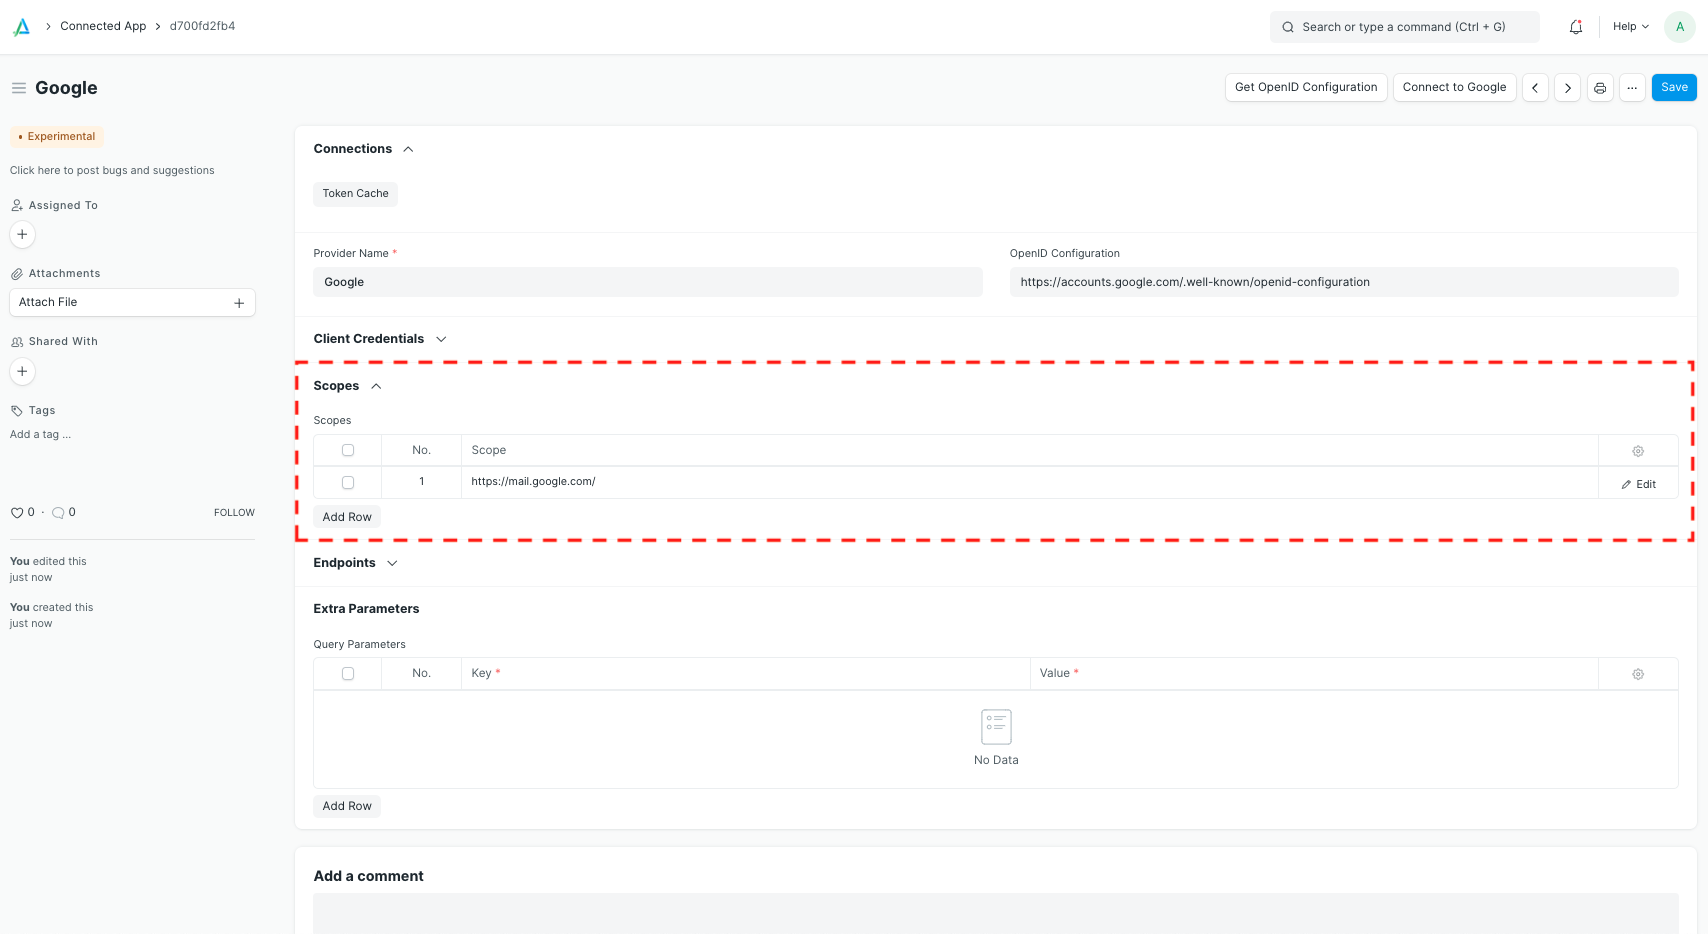 Connected App
d700fd2fb4
Search or type a command (Ctrl + G)
Help
A
Google
Get OpenID Configuration
Connect to Google
...
Save
• Experimental
Click here to post bugs and suggestions
Assigned To
Attachments
Attach File
Shared With
Tags
Add a tag ...
0 · 0
FOLLOW
You edited this
just now
You created this
just now
Connections
Token Cache
Provider Name *
OpenID Configuration
Google
https://accounts.google.com/.well-known/openid-configuration
Client Credentials
Scopes
Scopes
No. Scope
1 https://mail.google.com/ Edit
Add Row
Endpoints
Extra Parameters
Query Parameters
No. Key * Value *
No Data
Add Row
Add a comment